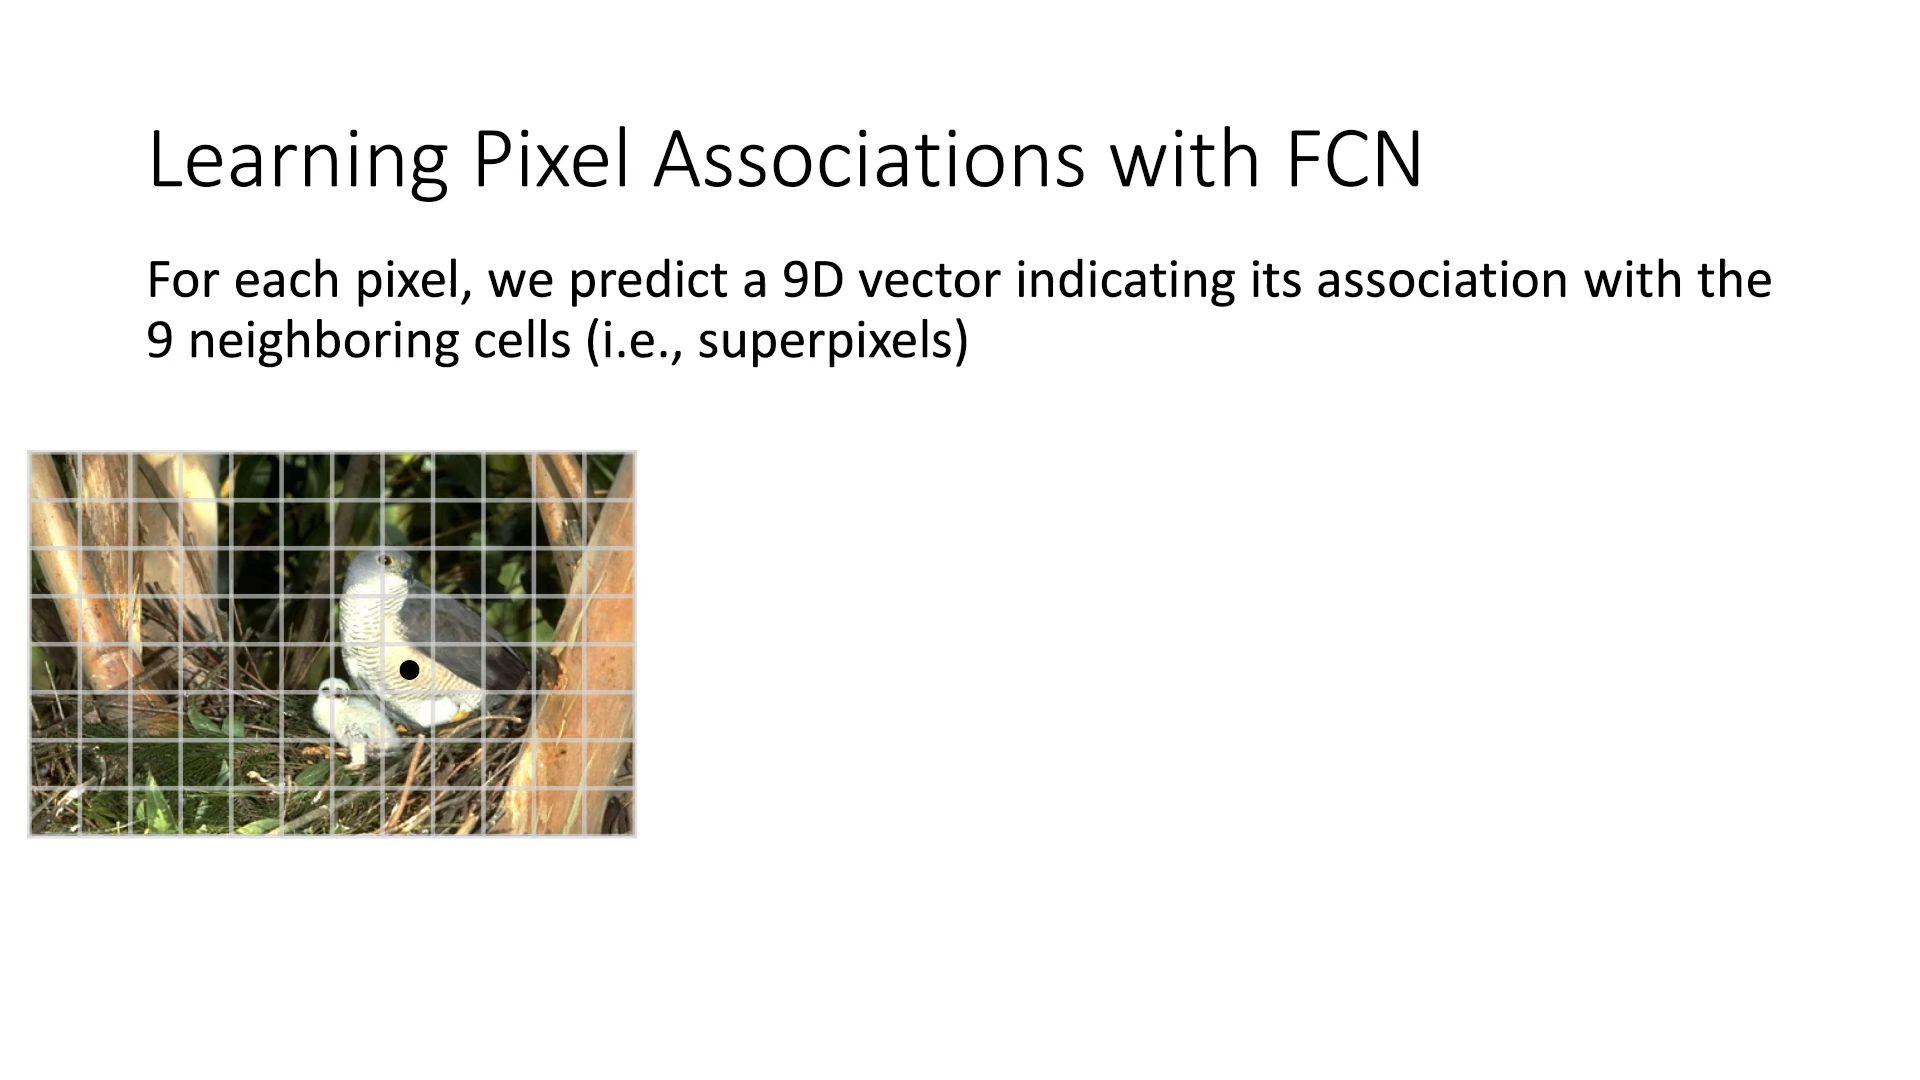 Learning Pixel Associations with FCN
For each pixel, we predict a 9D vector indicating its association with the
9 neighboring cells (i.e., superpixels)